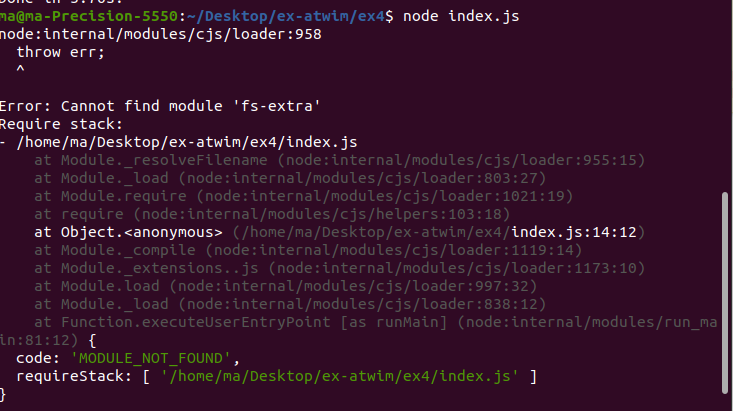 Done in 5.70s.
ma@ma-Precision-5550:~/Desktop/ex-atwim/ex4$ node index.js
node:internal/modules/cjs/loader:958
  throw err;
  ^

Error: Cannot find module 'fs-extra'
Require stack:
- /home/ma/Desktop/ex-atwim/ex4/index.js
    at Module._resolveFilename (node:internal/modules/cjs/loader:955:15)
    at Module._load (node:internal/modules/cjs/loader:803:27)
    at Module.require (node:internal/modules/cjs/loader:1021:19)
    at require (node:internal/modules/cjs/helpers:103:18)
    at Object.<anonymous> (/home/ma/Desktop/ex-atwim/ex4/index.js:14:12)
    at Module._compile (node:internal/modules/cjs/loader:1119:14)
    at Module._extensions..js (node:internal/modules/cjs/loader:1173:10)
    at Module.load (node:internal/modules/cjs/loader:997:32)
    at Module._load (node:internal/modules/cjs/loader:838:12)
    at Function.executeUserEntryPoint [as runMain] (node:internal/modules/run_ma
in:81:12) {
  code: 'MODULE_NOT_FOUND',
  requireStack: [ '/home/ma/Desktop/ex-atwim/ex4/index.js' ]
}